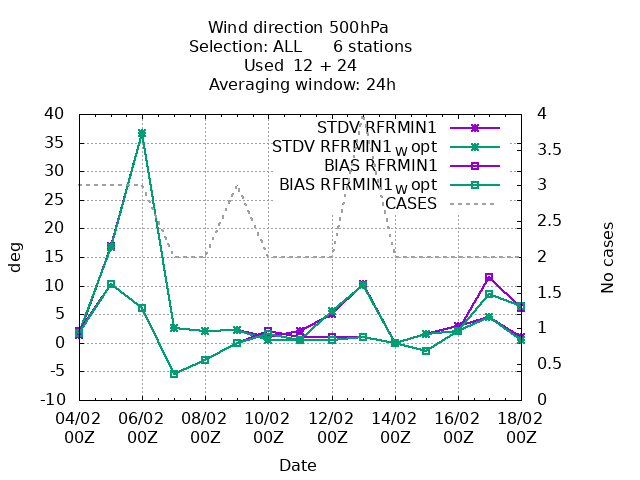 Wind direction 500hPa
Selection: ALL 6 stations
Used 12 + 24
Averaging window: 24h
40 35 30 25 20 15 10 5 0 -5 -10
deg
STDV RFRMIN1
STDV RFRMIN1w opt
BIAS RFRMIN1
BIAS RFRMIN1w opt
CASES
4 3.5 3 2.5 2 1.5 1 0.5 0
No cases
04/02 06/02 08/02 10/02 12/02 14/02 16/02 18/02
00Z 00Z 00Z 00Z 00Z 00Z 00Z 00Z
Date